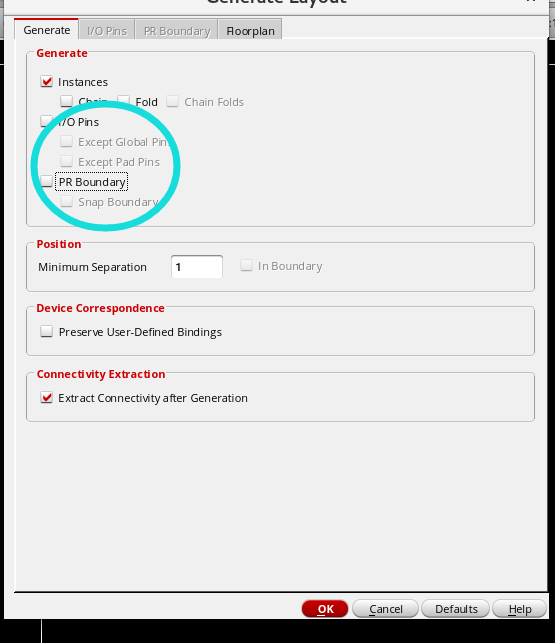 Generate Layout
Generate I/O Pins PR Boundary Floorplan
Generate
Instances
Chain Fold Chain Folds
I/O Pins
Except Global Pins
Except Pad Pins
PR Boundary
Snap Boundary
Position
Minimum Separation 1 In Boundary
Device Correspondence
Preserve User-Defined Bindings
Connectivity Extraction
Extract Connectivity after Generation
OK Cancel Defaults Help